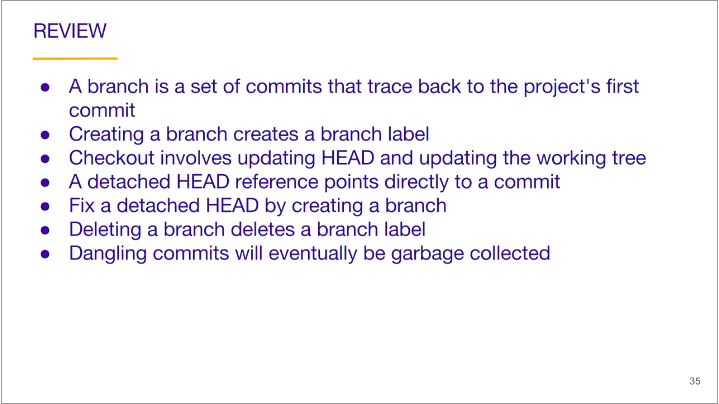 REVIEW
● A branch is a set of commits that trace back to the project's first
commit
● Creating a branch creates a branch label
● Checkout involves updating HEAD and updating the working tree
● A detached HEAD reference points directly to a commit
● Fix a detached HEAD by creating a branch
● Deleting a branch deletes a branch label
● Dangling commits will eventually be garbage collected
35